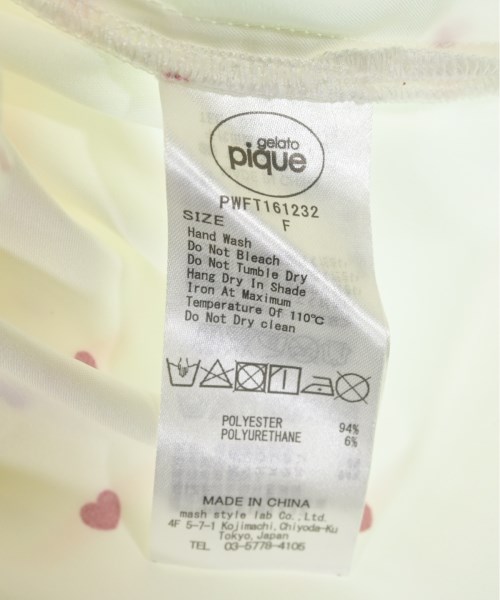 gelato
pique
PWFT161232
SIZE F
Hand Wash
Do Not Bleach
Do Not Tumble Dry
Hang Dry In Shade
Iron At Maximum
Temperature Of 110℃
Do Not Dry clean
POLYESTER 94%
POLYURETHANE 6%
MADE IN CHINA
mash style lab Co.,Ltd.
4F 5-7-1 Kojimachi,Chiyoda-Ku
Tokyo,Japan
TEL 03-5778-4106